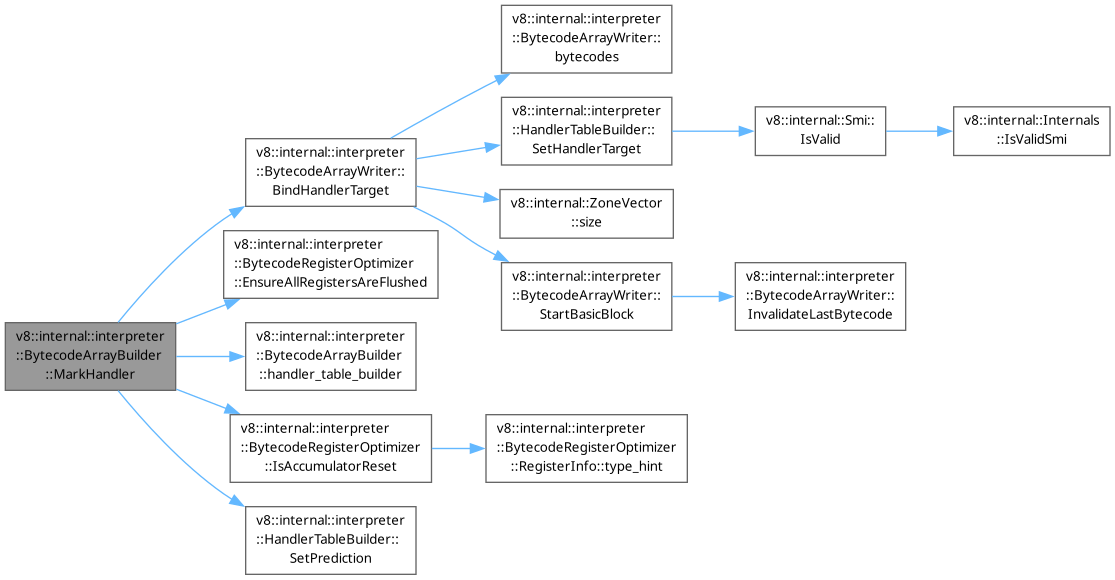 v8::internal::interpreter
::BytecodeArrayBuilder
::MarkHandler
v8::internal::interpreter
::BytecodeArrayWriter::
BindHandlerTarget
v8::internal::interpreter
::BytecodeArrayWriter::
bytecodes
v8::internal::interpreter
::HandlerTableBuilder::
SetHandlerTarget
v8::internal::Smi::
IsValid
v8::internal::Internals
::IsValidSmi
v8::internal::ZoneVector
::size
v8::internal::interpreter
::BytecodeArrayWriter::
StartBasicBlock
v8::internal::interpreter
::BytecodeArrayWriter::
InvalidateLastBytecode
v8::internal::interpreter
::BytecodeRegisterOptimizer
::EnsureAllRegistersAreFlushed
v8::internal::interpreter
::BytecodeArrayBuilder
::handler_table_builder
v8::internal::interpreter
::BytecodeRegisterOptimizer
::IsAccumulatorReset
v8::internal::interpreter
::BytecodeRegisterOptimizer
::RegisterInfo::type_hint
v8::internal::interpreter
::HandlerTableBuilder::
SetPrediction